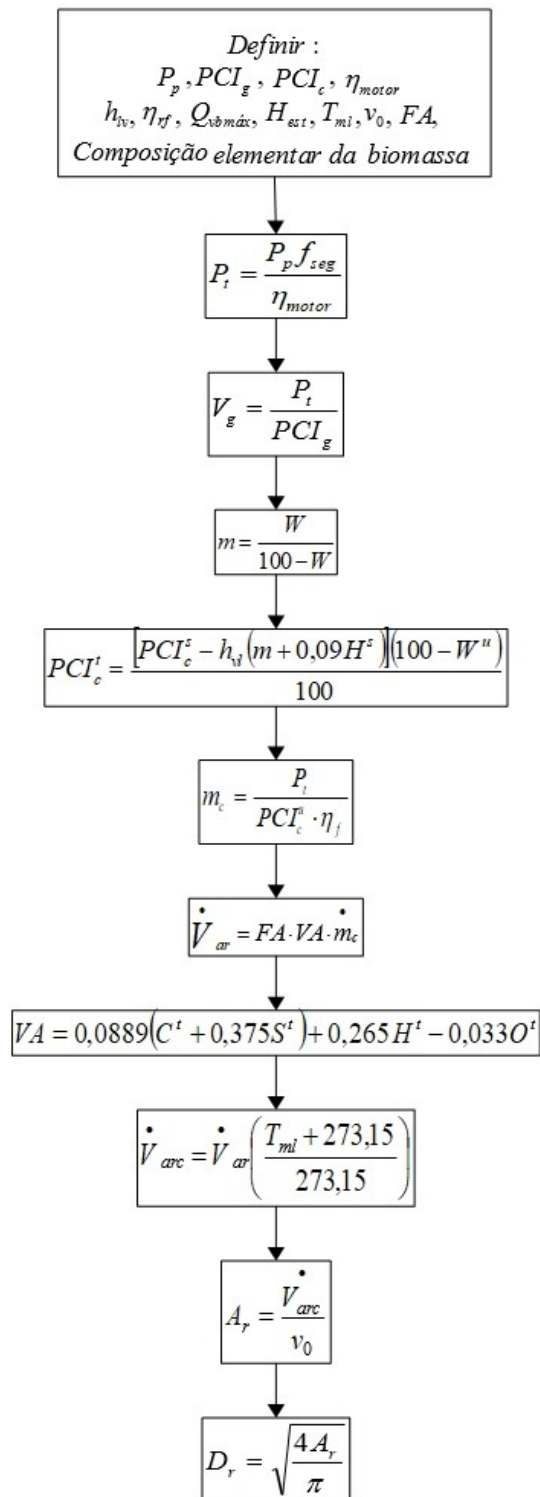 Definir :
P_p , PCI_g , PCI_c , η_motor
h_lv, η_rf, Q_vbmáx, H_est, T_ml, v_0, FA,
Composição elementar da biomassa
P_t = P_p f_seg / η_motor
V_g = P_t / PCI_g
m = W / 100 − W
PCI_c^t = [PCI_c^s − h_vl (m + 0,09 H^s)](100 − W^u) / 100
m_c = P_t / PCI_c^u · η_f
V̇_ar = FA · VA · ṁ_c
VA = 0,0889(C^t + 0,375S^t) + 0,265H^t − 0,033O^t
V̇_arc = V̇_ar (T_ml + 273,15 / 273,15)
A_r = V̇_arc / v_0
D_r = √(4 A_r / π)